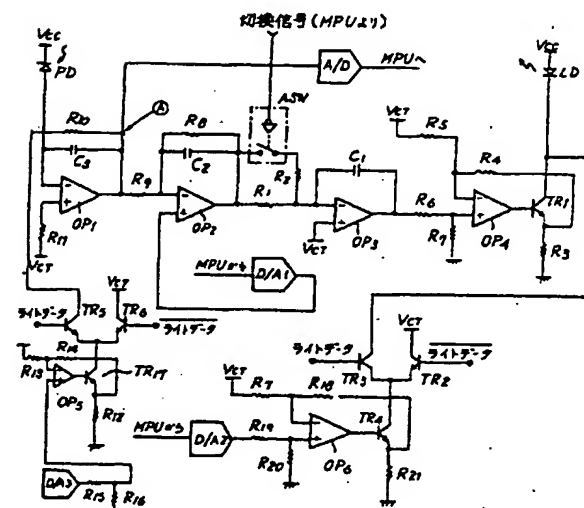 切換信号(MPUより)
VCC
PD
A/D
MPUへ
VCC
LD
ASW
R10
A
R8
VCT
R5
C3
C2
R2
C1
R4
R9
R1
R6
TR1
OP1
OP2
OP3
R7
OP4
R3
R11
VCT
VCT
MPUから
D/A1
VCT
TR5
TR6
ライトデータ
ライトデータ
R14
VCT
ライトデータ
ライトデータ
R13
TR17
TR3
TR2
OP5
VCT
R7
R18
R12
TR4
MPUから
D/A2
R19
R20
OP6
R21
D/A3
R15
R16